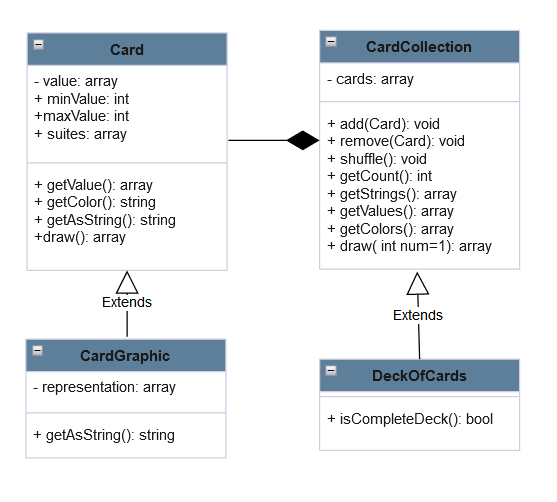 Card
- value: array
+ minValue: int
+maxValue: int
+ suites: array
+ getValue(): array
+ getColor(): string
+ getAsString(): string
+draw(): array
CardCollection
- cards: array
+ add(Card): void
+ remove(Card): void
+ shuffle(): void
+ getCount(): int
+ getStrings(): array
+ getValues(): array
+ getColors(): array
+ draw( int num=1): array
Extends
Extends
CardGraphic
- representation: array
+ getAsString(): string
DeckOfCards
+ isCompleteDeck(): bool